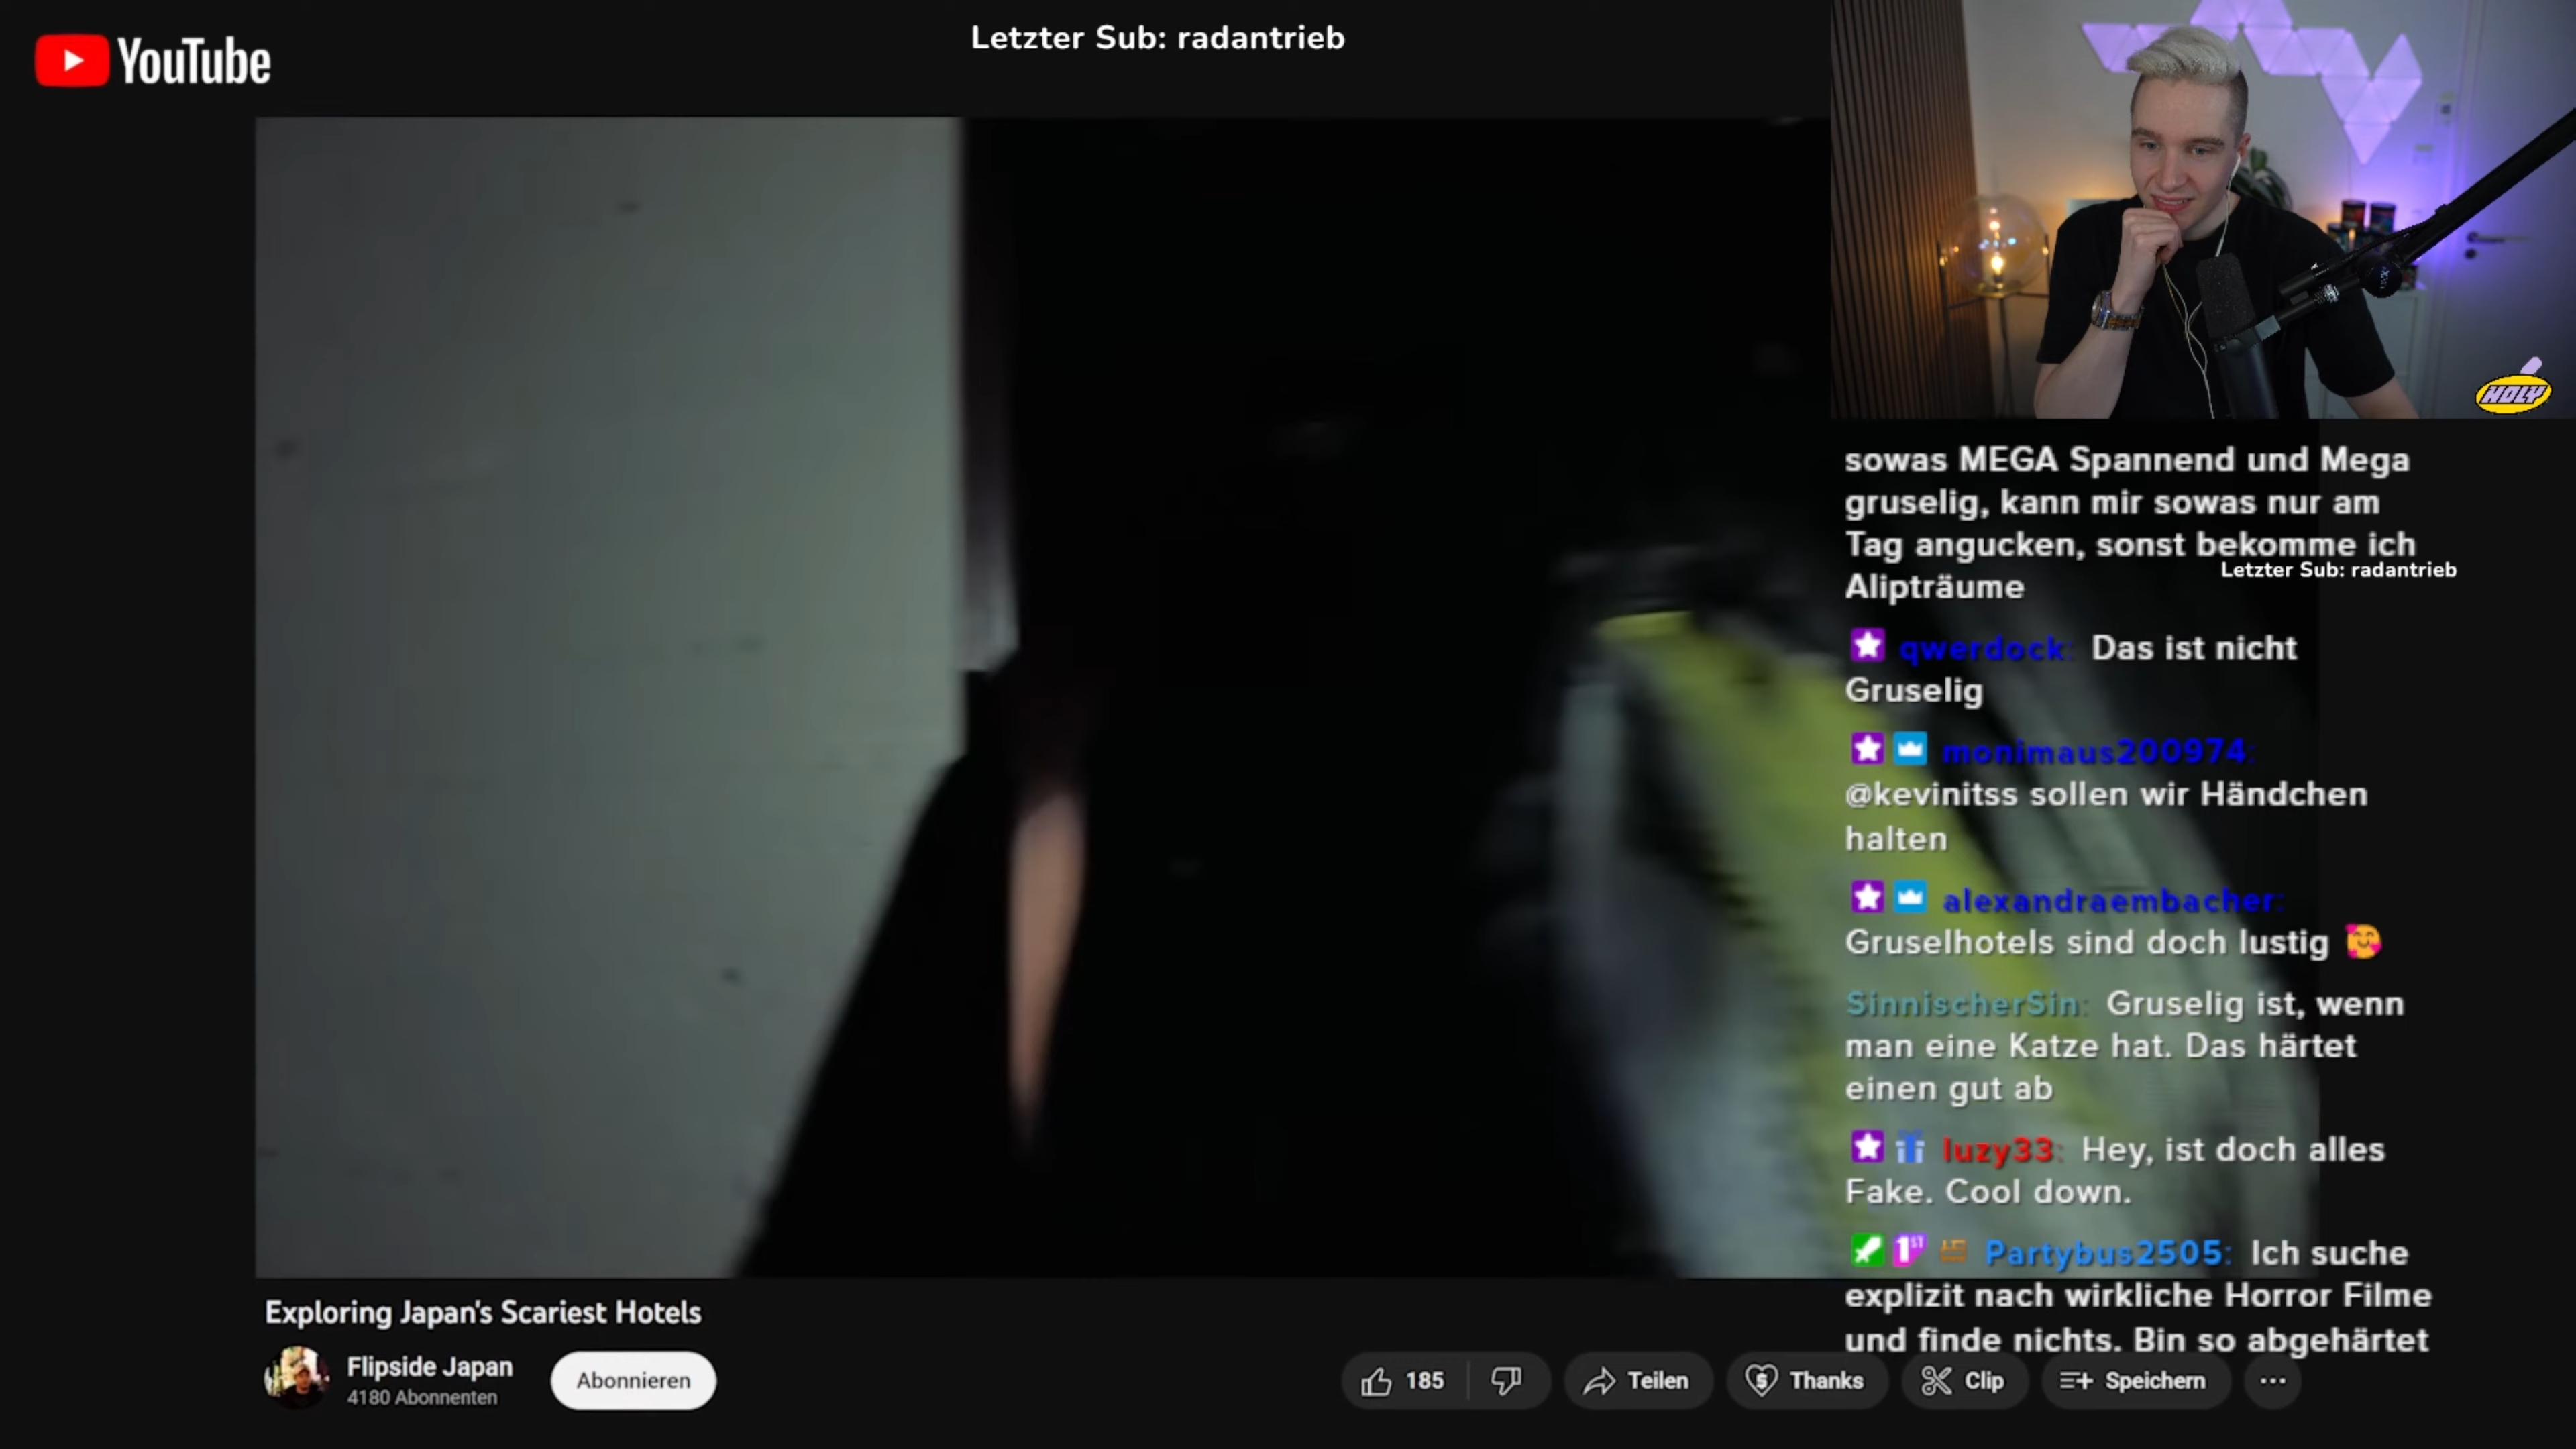 YouTube
Letzter Sub: radantrieb
HOLY
sowas MEGA Spannend und Mega
gruselig, kann mir sowas nur am
Tag angucken, sonst bekomme ich
Letzter Sub: radantrieb
Alipträume
qwerdock: Das ist nicht
Gruselig
monimaus200974:
@kevinitss sollen wir Händchen
halten
alexandraembacher:
Gruselhotels sind doch lustig 🥰
SinnischerSin: Gruselig ist, wenn
man eine Katze hat. Das härtet
einen gut ab
luzy33: Hey, ist doch alles
Fake. Cool down.
1ST Partybus2505: Ich suche
explizit nach wirkliche Horror Filme
und finde nichts. Bin so abgehärtet
Exploring Japan's Scariest Hotels
Flipside Japan
4180 Abonnenten
Abonnieren
185
Teilen
Thanks
Clip
Speichern